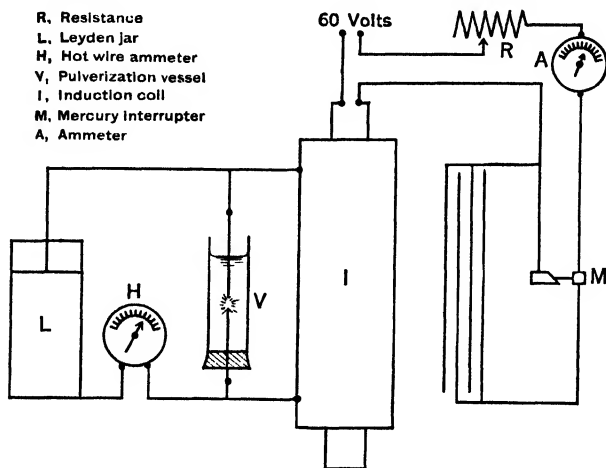 R, Resistance
L, Leyden jar
H, Hot wire ammeter
V, Pulverization vessel
I, Induction coil
M, Mercury interrupter
A, Ammeter
60 Volts
R
A
L
H
V
I
M